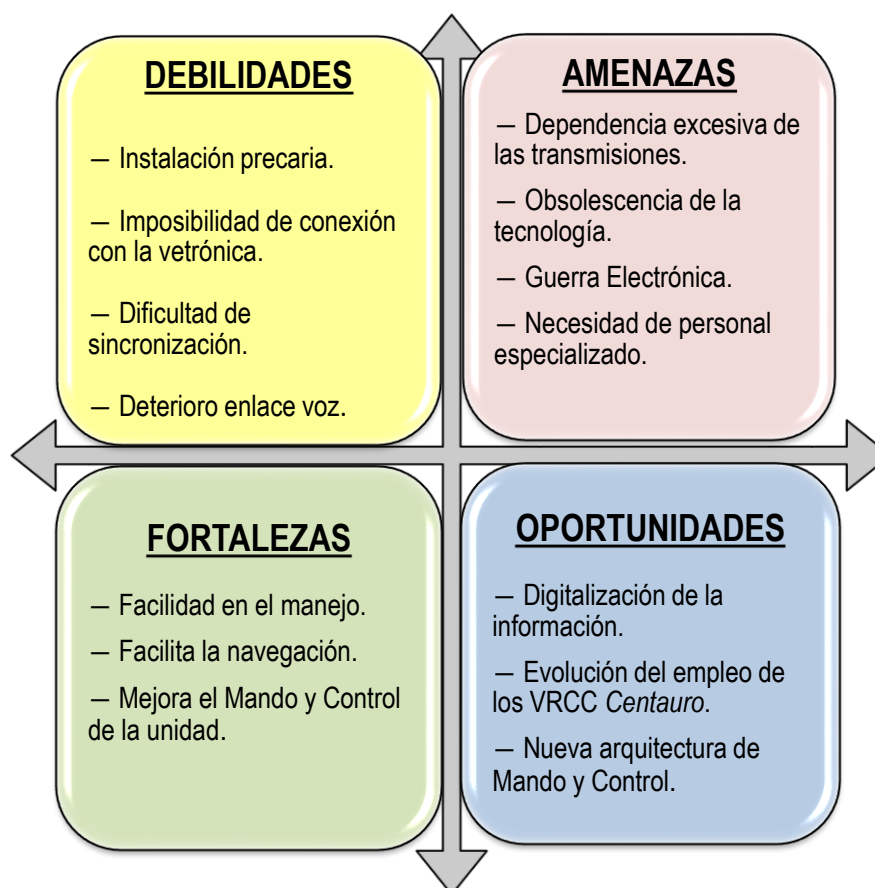 DEBILIDADES
— Instalación precaria.
— Imposibilidad de conexión
con la vetrónica.
— Dificultad de
sincronización.
— Deterioro enlace voz.
AMENAZAS
— Dependencia excesiva de
las transmisiones.
— Obsolescencia de la
tecnología.
— Guerra Electrónica.
— Necesidad de personal
especializado.
FORTALEZAS
— Facilidad en el manejo.
— Facilita la navegación.
— Mejora el Mando y Control
de la unidad.
OPORTUNIDADES
— Digitalización de la
información.
— Evolución del empleo de
los VRCC Centauro.
— Nueva arquitectura de
Mando y Control.